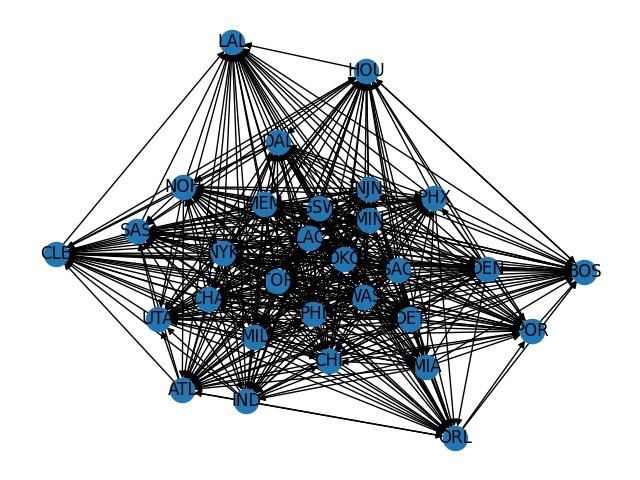 LAL
HOU
DAL
NOH
NJN
PHX
MEM
GSW
MIN
SAS
LAC
CLE
NYK
OKC
SAC
DEN
BOS
TOR
CHA
WAS
UTA
PHI
DET
POR
MIL
CHI
MIA
ATL
IND
ORL